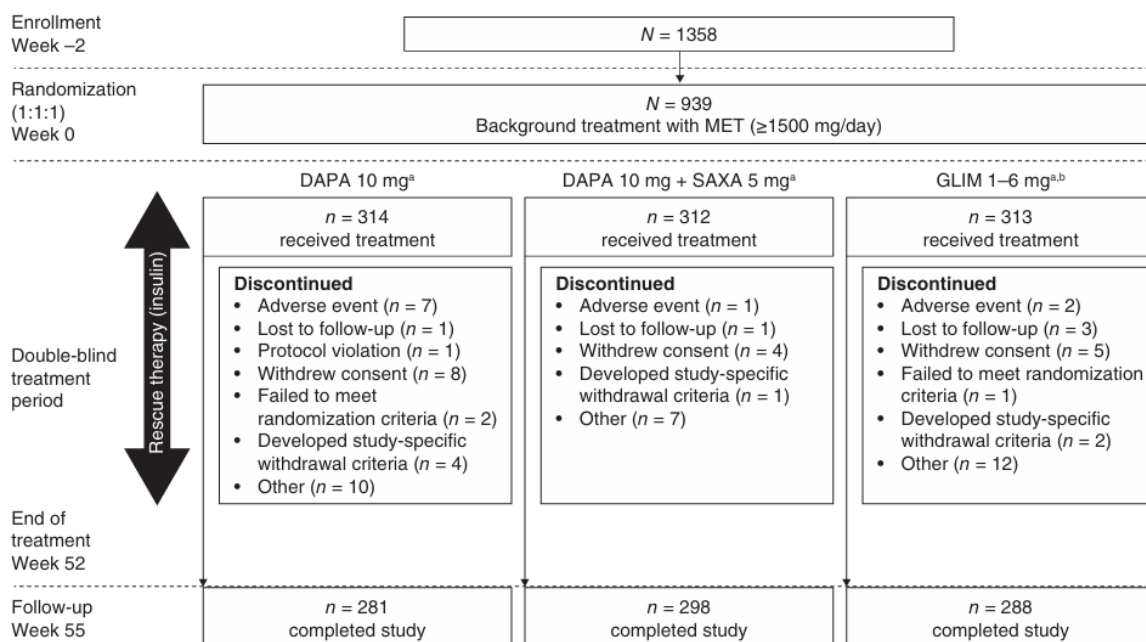 Enrollment
Week –2
N = 1358
Randomization
(1:1:1)
Week 0
N = 939
Background treatment with MET (≥1500 mg/day)
Double-blind
treatment
period
Rescue therapy (insulin)
DAPA 10 mgᵃ
n = 314
received treatment
Discontinued
• Adverse event (n = 7)
• Lost to follow-up (n = 1)
• Protocol violation (n = 1)
• Withdrew consent (n = 8)
• Failed to meet
randomization criteria (n = 2)
• Developed study-specific
withdrawal criteria (n = 4)
• Other (n = 10)
DAPA 10 mg + SAXA 5 mgᵃ
n = 312
received treatment
Discontinued
• Adverse event (n = 1)
• Lost to follow-up (n = 1)
• Withdrew consent (n = 4)
• Developed study-specific
withdrawal criteria (n = 1)
• Other (n = 7)
GLIM 1–6 mgᵃ,ᵇ
n = 313
received treatment
Discontinued
• Adverse event (n = 2)
• Lost to follow-up (n = 3)
• Withdrew consent (n = 5)
• Failed to meet randomization
criteria (n = 1)
• Developed study-specific
withdrawal criteria (n = 2)
• Other (n = 12)
End of
treatment
Week 52
Follow-up
Week 55
n = 281
completed study
n = 298
completed study
n = 288
completed study